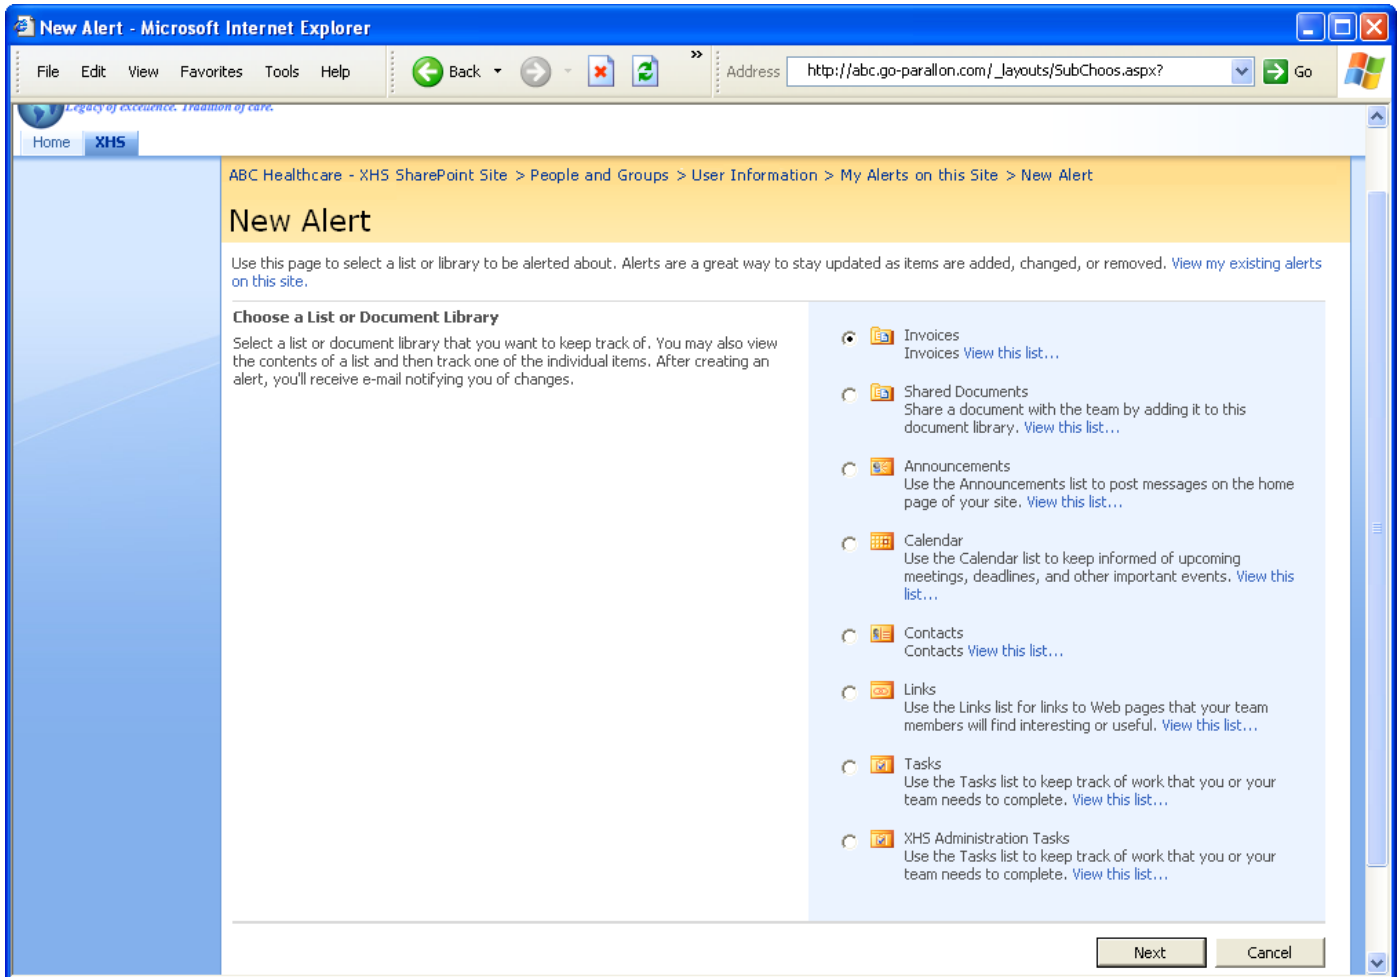 New Alert - Microsoft Internet Explorer
File Edit View Favorites Tools Help Back » Address http://abc.go-parallon.com/_layouts/SubChoos.aspx? Go
Legacy of excellence. Tradition of care.
Home XHS
ABC Healthcare - XHS SharePoint Site > People and Groups > User Information > My Alerts on this Site > New Alert
New Alert
Use this page to select a list or library to be alerted about. Alerts are a great way to stay updated as items are added, changed, or removed. View my existing alerts
on this site.
Choose a List or Document Library
Select a list or document library that you want to keep track of. You may also view
the contents of a list and then track one of the individual items. After creating an
alert, you'll receive e-mail notifying you of changes.
Invoices
Invoices View this list...
Shared Documents
Share a document with the team by adding it to this
document library. View this list...
Announcements
Use the Announcements list to post messages on the home
page of your site. View this list...
Calendar
Use the Calendar list to keep informed of upcoming
meetings, deadlines, and other important events. View this
list...
Contacts
Contacts View this list...
Links
Use the Links list for links to Web pages that your team
members will find interesting or useful. View this list...
Tasks
Use the Tasks list to keep track of work that you or your
team needs to complete. View this list...
XHS Administration Tasks
Use the Tasks list to keep track of work that you or your
team needs to complete. View this list...
Next Cancel